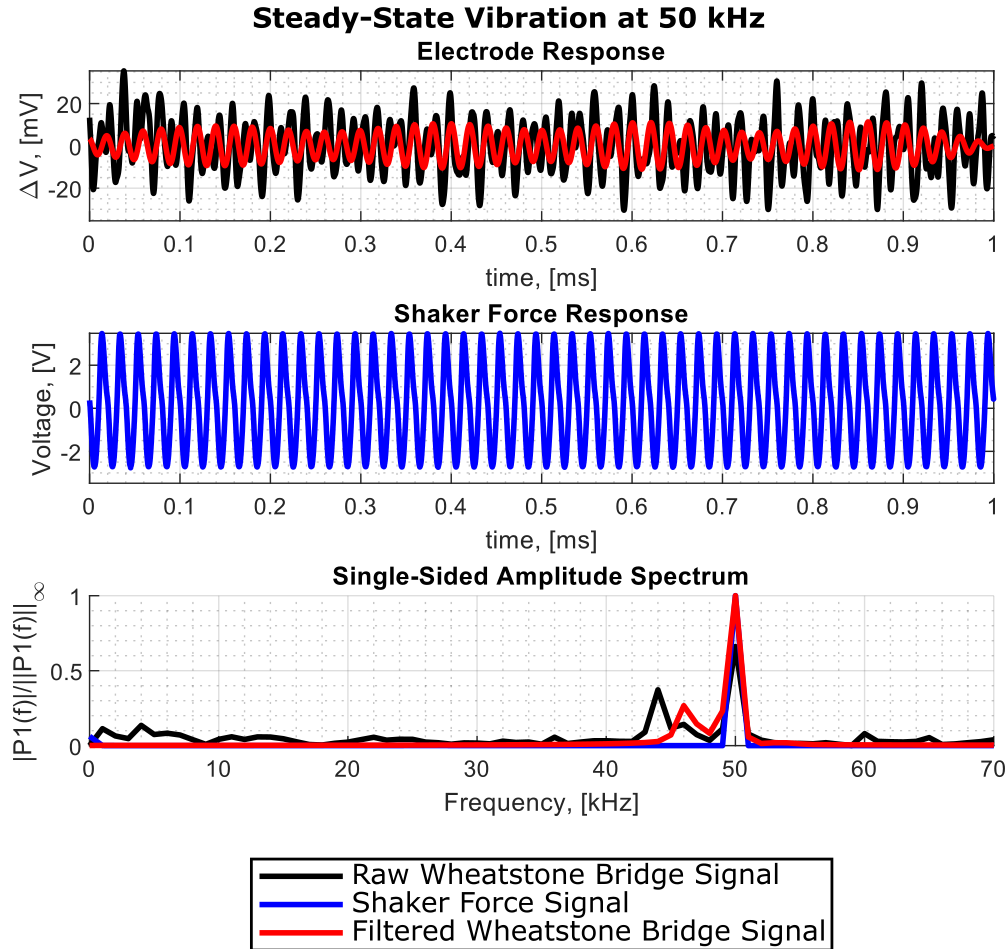 Steady-State Vibration at 50 kHz
Electrode Response
Δ V, [mV]
20
0
-20
0 0.1 0.2 0.3 0.4 0.5 0.6 0.7 0.8 0.9 1
time, [ms]
Shaker Force Response
Voltage, [V]
2
0
-2
0 0.1 0.2 0.3 0.4 0.5 0.6 0.7 0.8 0.9 1
time, [ms]
Single-Sided Amplitude Spectrum
|P1(f)|/||P1(f)||∞
1
0.5
0
0 10 20 30 40 50 60 70
Frequency, [kHz]
Raw Wheatstone Bridge Signal
Shaker Force Signal
Filtered Wheatstone Bridge Signal